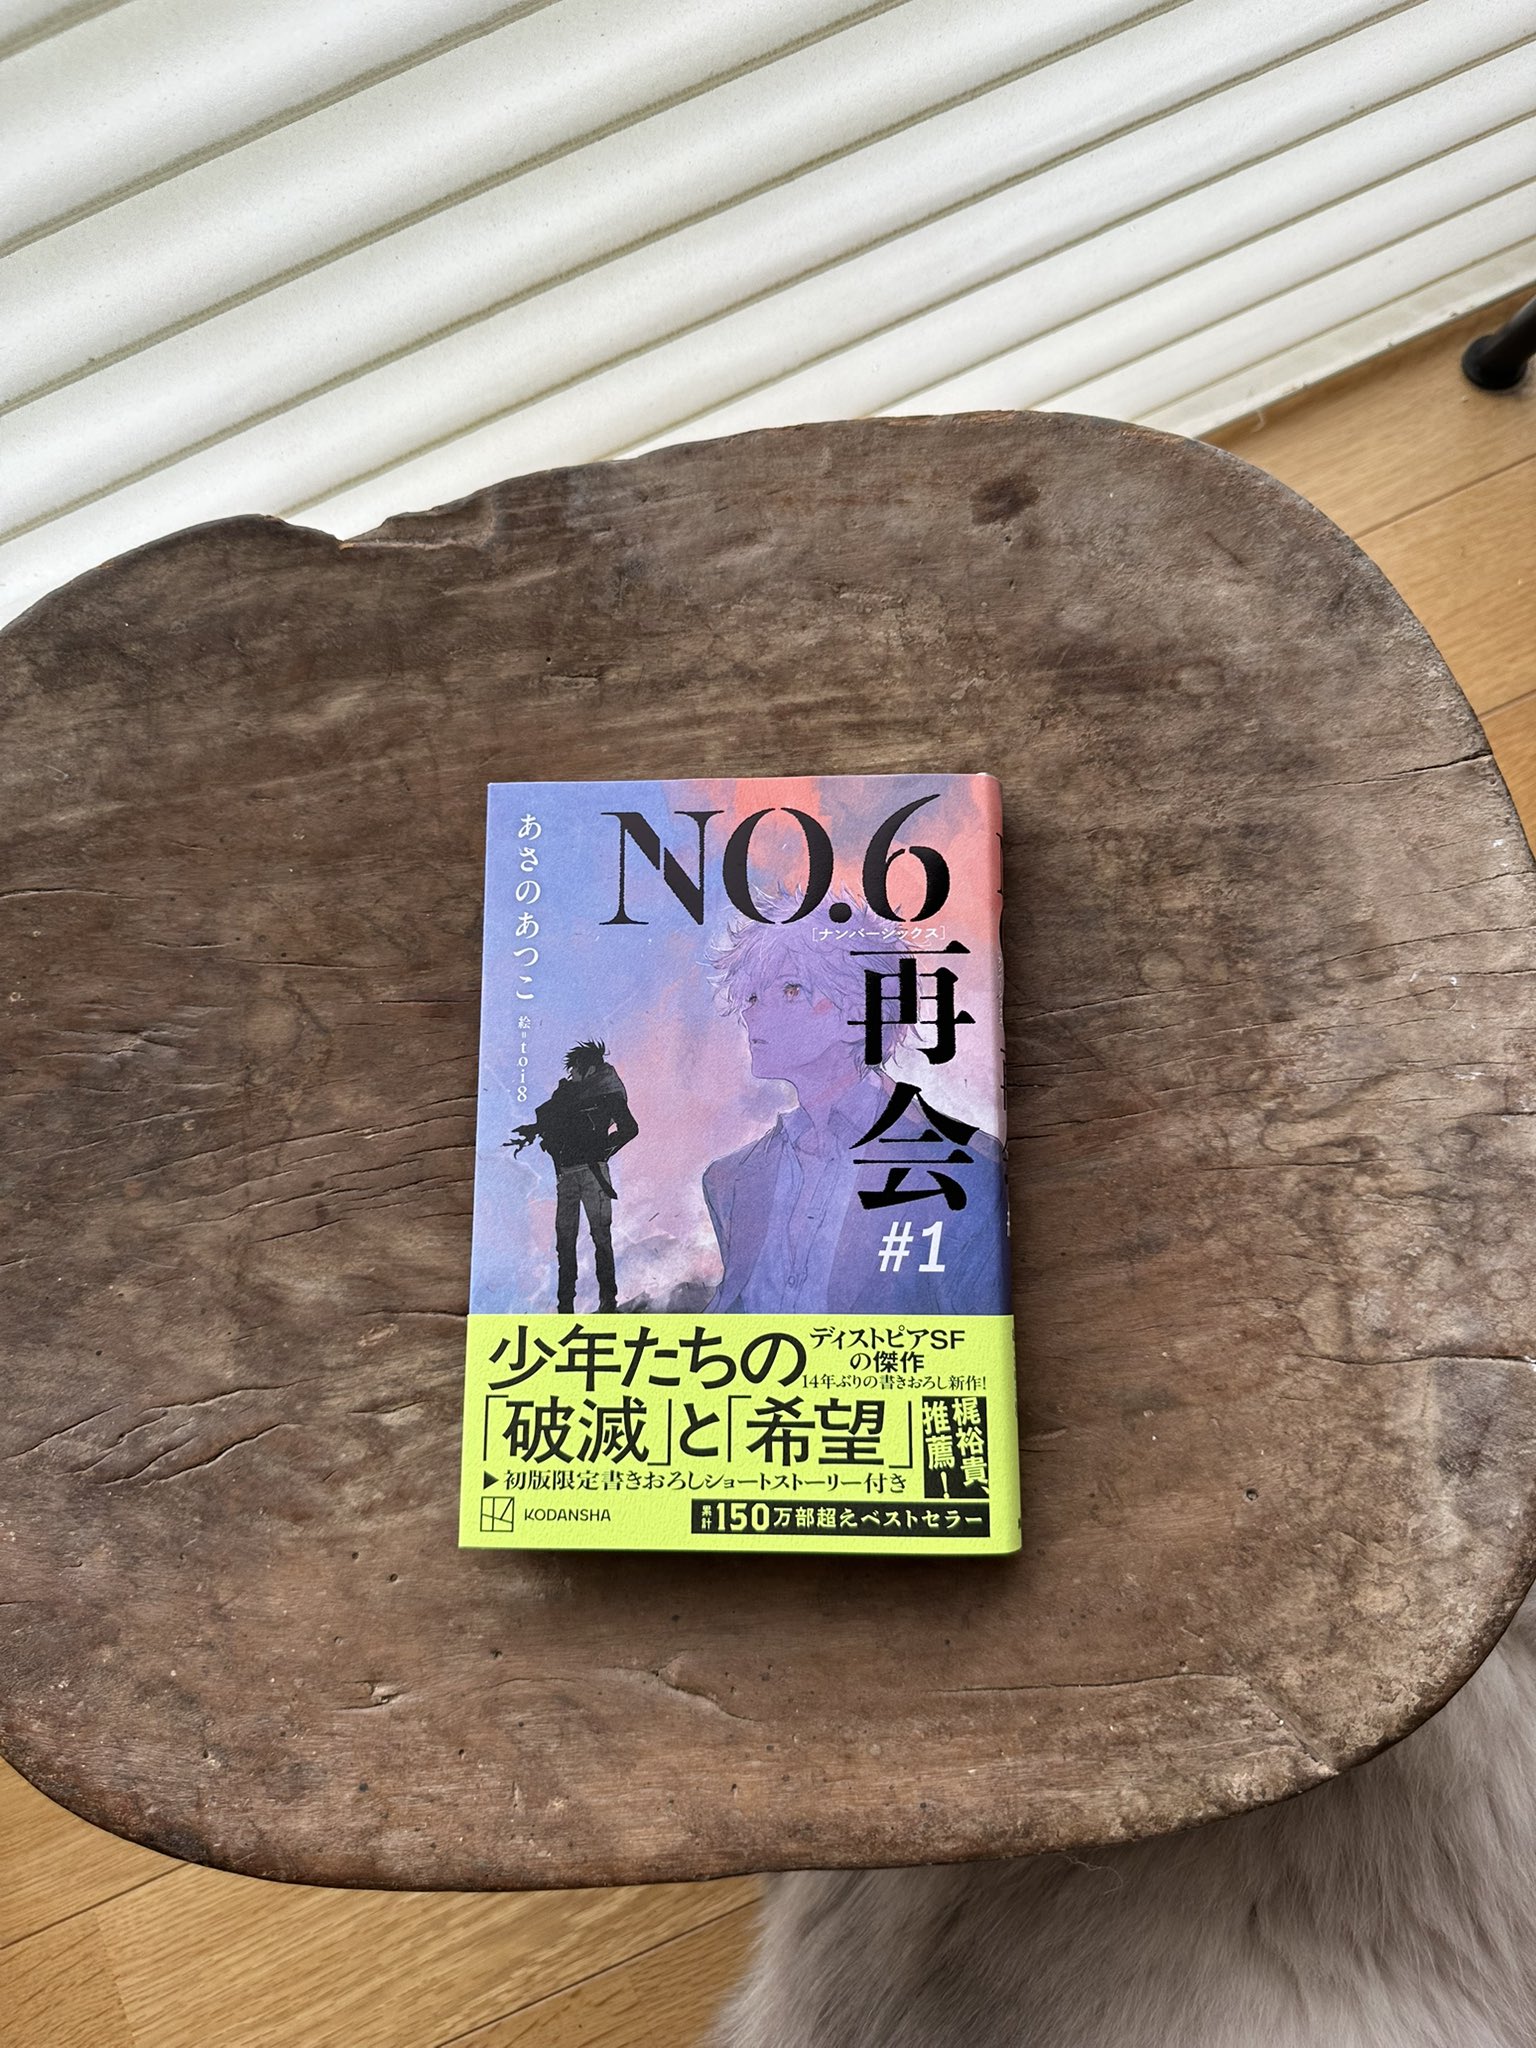 NO.6
[ナンバーシックス]
再会
#1
あさのあつこ
絵=toi8
少年たちの
「破滅」と「希望」
ディストピアSF
の傑作
14年ぶりの書きおろし新作!
梶裕貴、
推薦!
▶初版限定書きおろしショートストーリー付き
KODANSHA
累計150万部超えベストセラー